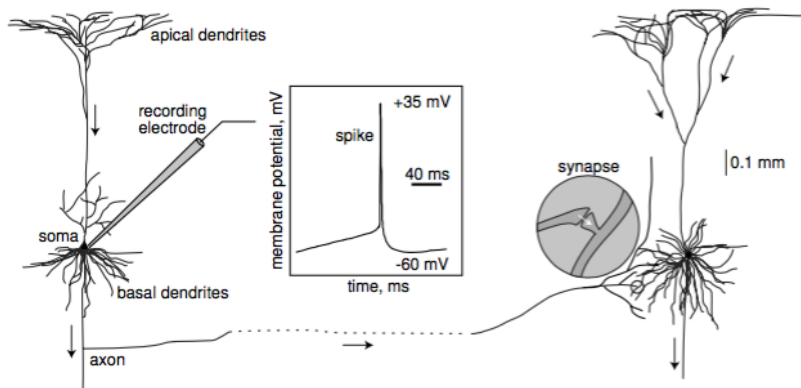 apical dendrites
recording
electrode
soma
basal dendrites
axon
membrane potential, mV
+35 mV
spike
40 ms
-60 mV
time, ms
synapse
0.1 mm